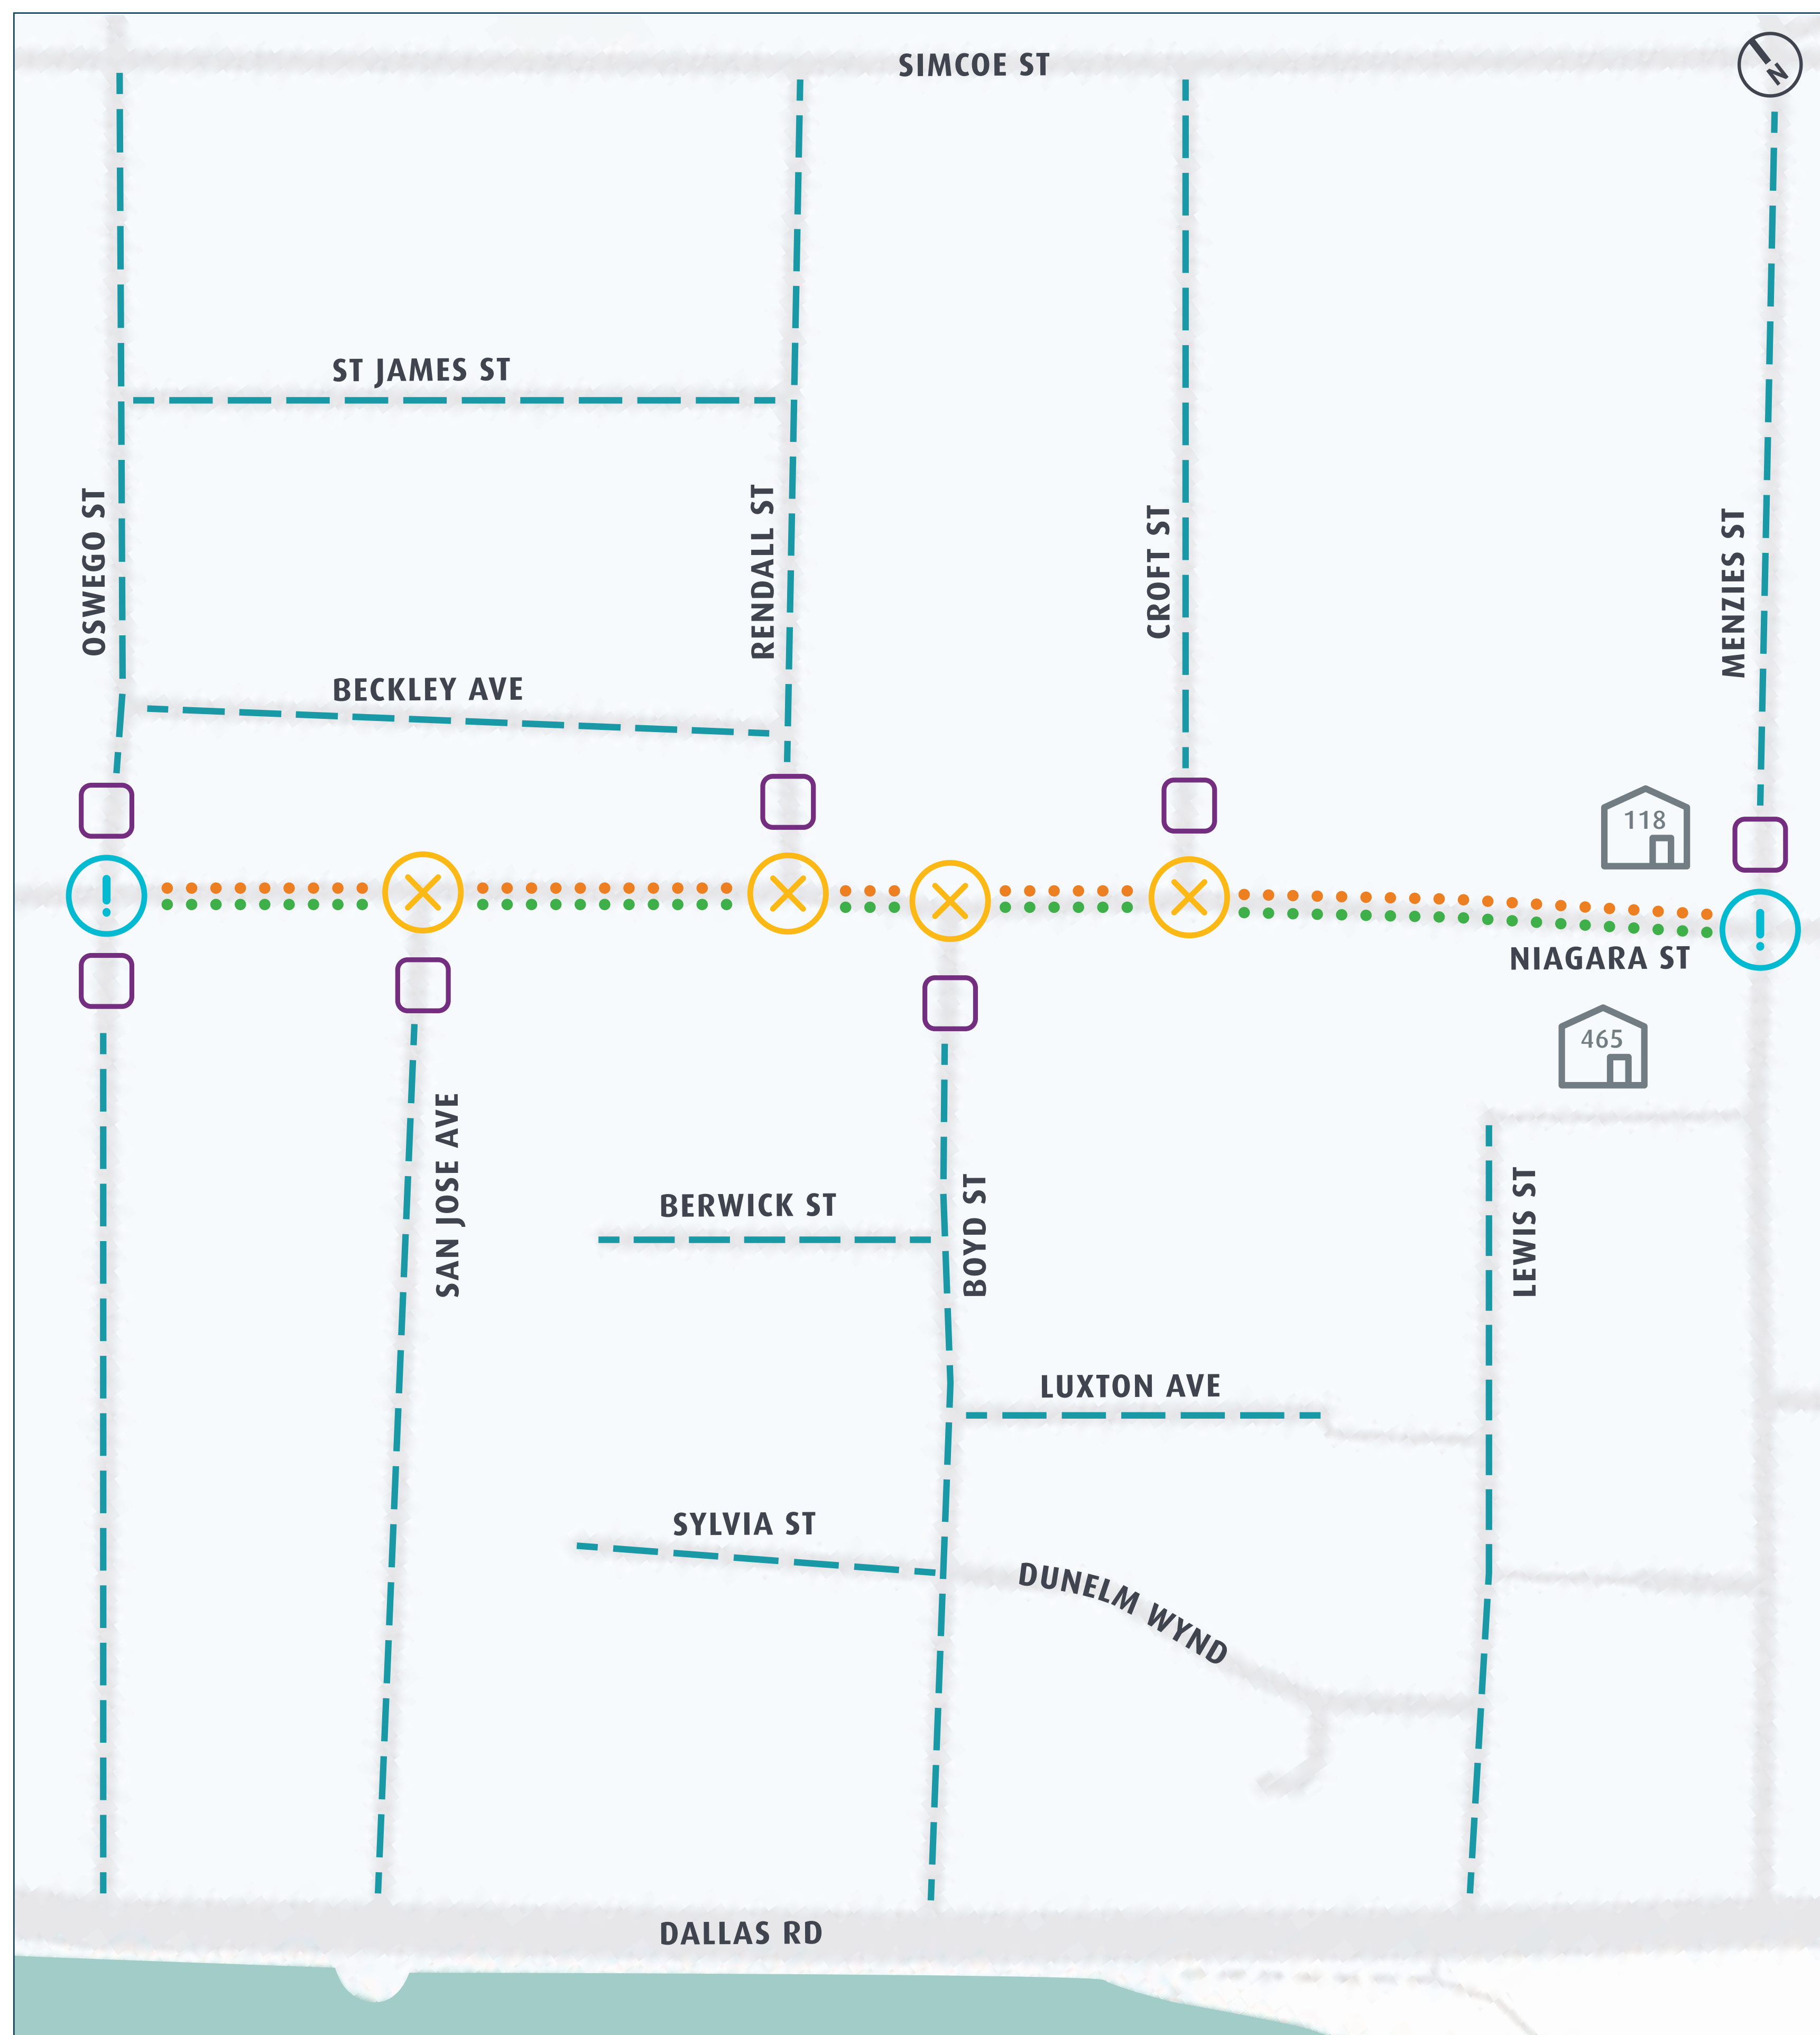 SIMCOE ST
N
ST JAMES ST
OSWEGO ST
RENDALL ST
CROFT ST
MENZIES ST
BECKLEY AVE
118
NIAGARA ST
465
SAN JOSE AVE
BERWICK ST
BOYD ST
LEWIS ST
LUXTON AVE
SYLVIA ST
DUNELM WYND
DALLAS RD